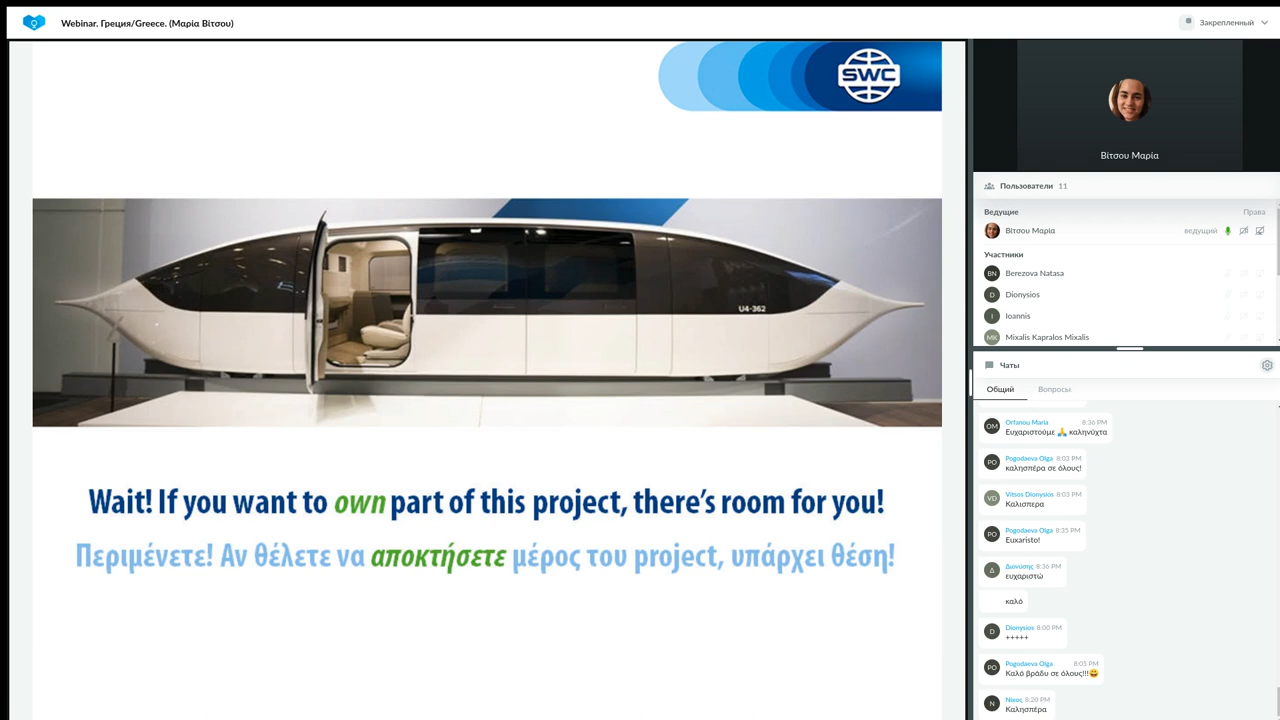 Webinar. Греция/Greece. (Μαρία Βίτσου)
Закрепленный
SWC
U4-362
Wait! If you want to own part of this project, there's room for you!
Περιμένετε! Αν θέλετε να αποκτήσετε μέρος του project, υπάρχει θέση!
Βίτσου Μαρία
Пользователи 11
Ведущие Права
Βίτσου Μαρία ведущий
Участники
BN Berezova Natasa
D Dionysios
I Ioannis
MK Mixalis Kapralos Mixalis
Чаты
Общий Вопросы
OM Orfanou Maria 8:36 PM
Ευχαριστούμε 🙏 καληνύχτα
PO Pogodaeva Olga 8:03 PM
καλησπέρα σε όλους!
VD Vitsos Dionysios 8:03 PM
Καλισπερα
PO Pogodaeva Olga 8:35 PM
Euxaristo!
Δ Διονύσης 8:36 PM
ευχαριστώ
καλό
D Dionysios 8:00 PM
+++++
PO Pogodaeva Olga 8:05 PM
Καλό βράδυ σε όλους!!!😀
N Νίκος 8:20 PM
Καλησπέρα